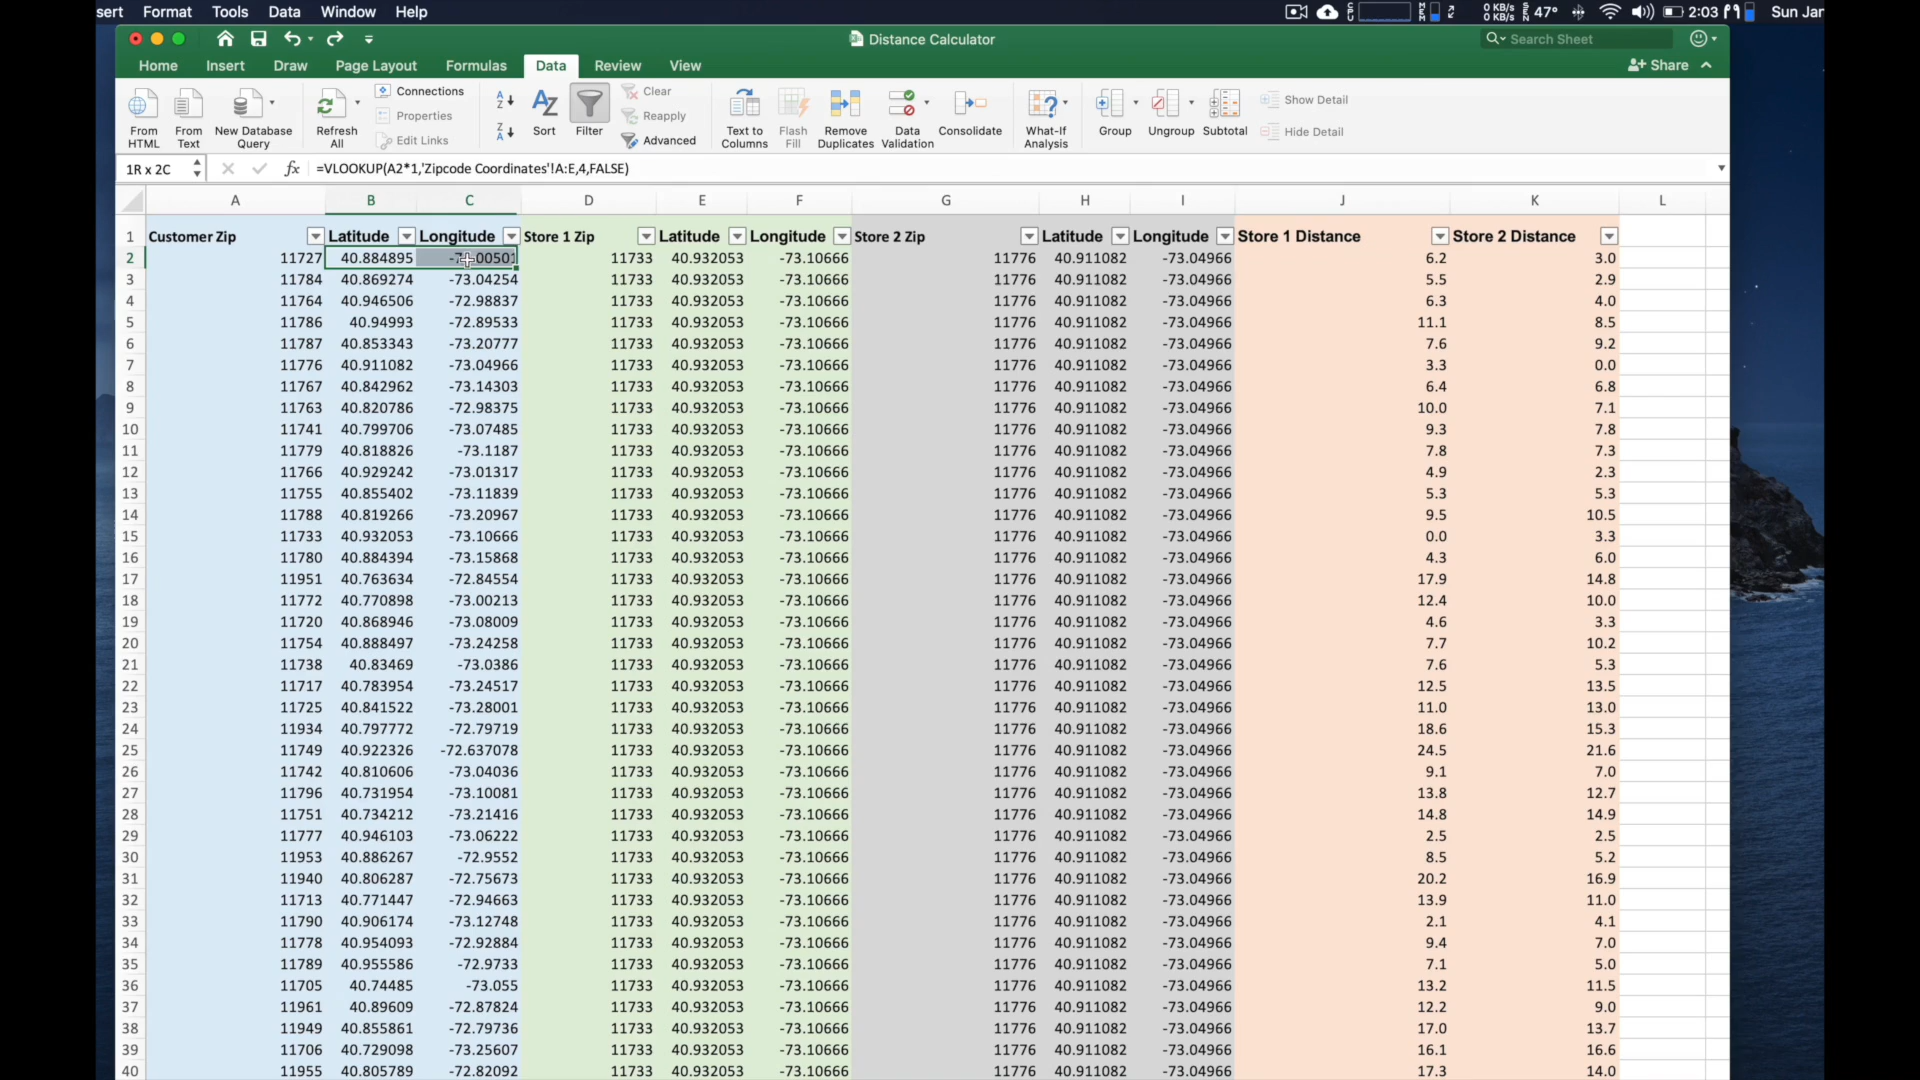 sert Format Tools Data Window Help 0 KB/s 0 KB/s 47° 2:03 Sun Jan
Distance Calculator Search Sheet
Home Insert Draw Page Layout Formulas Data Review View Share
From HTML From Text New Database Query Refresh All Connections Properties Edit Links Sort Filter Clear Reapply Advanced Text to Columns Flash Fill Remove Duplicates Data Validation Consolidate What-If Analysis Group Ungroup Subtotal Show Detail Hide Detail
1R x 2C fx =VLOOKUP(A2*1,'Zipcode Coordinates'!A:E,4,FALSE)
A B C D E F G H I J K L
1 Customer Zip Latitude Longitude Store 1 Zip Latitude Longitude Store 2 Zip Latitude Longitude Store 1 Distance Store 2 Distance
2 11727 40.884895 11733 40.932053 -73.10666 11776 40.911082 -73.04966 6.2 3.0
3 11784 40.869274 -73.04254 11733 40.932053 -73.10666 11776 40.911082 -73.04966 5.5 2.9
4 11764 40.946506 -72.98837 11733 40.932053 -73.10666 11776 40.911082 -73.04966 6.3 4.0
5 11786 40.94993 -72.89533 11733 40.932053 -73.10666 11776 40.911082 -73.04966 11.1 8.5
6 11787 40.853343 -73.20777 11733 40.932053 -73.10666 11776 40.911082 -73.04966 7.6 9.2
7 11776 40.911082 -73.04966 11733 40.932053 -73.10666 11776 40.911082 -73.04966 3.3 0.0
8 11767 40.842962 -73.14303 11733 40.932053 -73.10666 11776 40.911082 -73.04966 6.4 6.8
9 11763 40.820786 -72.98375 11733 40.932053 -73.10666 11776 40.911082 -73.04966 10.0 7.1
10 11741 40.799706 -73.07485 11733 40.932053 -73.10666 11776 40.911082 -73.04966 9.3 7.8
11 11779 40.818826 -73.1187 11733 40.932053 -73.10666 11776 40.911082 -73.04966 7.8 7.3
12 11766 40.929242 -73.01317 11733 40.932053 -73.10666 11776 40.911082 -73.04966 4.9 2.3
13 11755 40.855402 -73.11839 11733 40.932053 -73.10666 11776 40.911082 -73.04966 5.3 5.3
14 11788 40.819266 -73.20967 11733 40.932053 -73.10666 11776 40.911082 -73.04966 9.5 10.5
15 11733 40.932053 -73.10666 11733 40.932053 -73.10666 11776 40.911082 -73.04966 0.0 3.3
16 11780 40.884394 -73.15868 11733 40.932053 -73.10666 11776 40.911082 -73.04966 4.3 6.0
17 11951 40.763634 -72.84554 11733 40.932053 -73.10666 11776 40.911082 -73.04966 17.9 14.8
18 11772 40.770898 -73.00213 11733 40.932053 -73.10666 11776 40.911082 -73.04966 12.4 10.0
19 11720 40.868946 -73.08009 11733 40.932053 -73.10666 11776 40.911082 -73.04966 4.6 3.3
20 11754 40.888497 -73.24258 11733 40.932053 -73.10666 11776 40.911082 -73.04966 7.7 10.2
21 11738 40.83469 -73.0386 11733 40.932053 -73.10666 11776 40.911082 -73.04966 7.6 5.3
22 11717 40.783954 -73.24517 11733 40.932053 -73.10666 11776 40.911082 -73.04966 12.5 13.5
23 11725 40.841522 -73.28001 11733 40.932053 -73.10666 11776 40.911082 -73.04966 11.0 13.0
24 11934 40.797772 -72.79719 11733 40.932053 -73.10666 11776 40.911082 -73.04966 18.6 15.3
25 11749 40.922326 -72.637078 11733 40.932053 -73.10666 11776 40.911082 -73.04966 24.5 21.6
26 11742 40.810606 -73.04036 11733 40.932053 -73.10666 11776 40.911082 -73.04966 9.1 7.0
27 11796 40.731954 -73.10081 11733 40.932053 -73.10666 11776 40.911082 -73.04966 13.8 12.7
28 11751 40.734212 -73.21416 11733 40.932053 -73.10666 11776 40.911082 -73.04966 14.8 14.9
29 11777 40.946103 -73.06222 11733 40.932053 -73.10666 11776 40.911082 -73.04966 2.5 2.5
30 11953 40.886267 -72.9552 11733 40.932053 -73.10666 11776 40.911082 -73.04966 8.5 5.2
31 11940 40.806287 -72.75673 11733 40.932053 -73.10666 11776 40.911082 -73.04966 20.2 16.9
32 11713 40.771447 -72.94663 11733 40.932053 -73.10666 11776 40.911082 -73.04966 13.9 11.0
33 11790 40.906174 -73.12748 11733 40.932053 -73.10666 11776 40.911082 -73.04966 2.1 4.1
34 11778 40.954093 -72.92884 11733 40.932053 -73.10666 11776 40.911082 -73.04966 9.4 7.0
35 11789 40.955586 -72.9733 11733 40.932053 -73.10666 11776 40.911082 -73.04966 7.1 5.0
36 11705 40.74485 -73.055 11733 40.932053 -73.10666 11776 40.911082 -73.04966 13.2 11.5
37 11961 40.89609 -72.87824 11733 40.932053 -73.10666 11776 40.911082 -73.04966 12.2 9.0
38 11949 40.855861 -72.79736 11733 40.932053 -73.10666 11776 40.911082 -73.04966 17.0 13.7
39 11706 40.729098 -73.25607 11733 40.932053 -73.10666 11776 40.911082 -73.04966 16.1 16.6
40 11955 40.805789 -72.82092 11733 40.932053 -73.10666 11776 40.911082 -73.04966 17.3 14.0